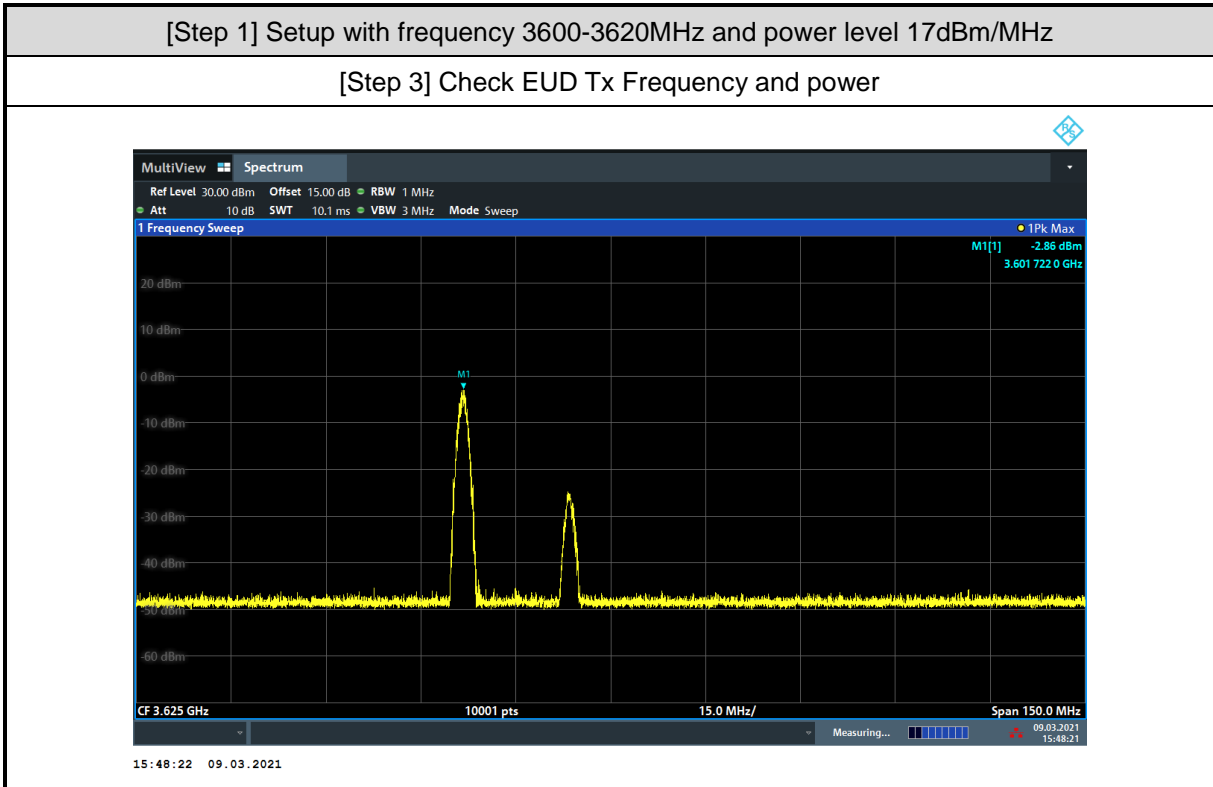 [Step 1] Setup with frequency 3600-3620MHz and power level 17dBm/MHz
[Step 3] Check EUD Tx Frequency and power
R&S
MultiView Spectrum
Ref Level 30.00 dBm Offset 15.00 dB RBW 1 MHz
Att 10 dB SWT 10.1 ms VBW 3 MHz Mode Sweep
1 Frequency Sweep 1Pk Max
M1[1] -2.86 dBm
3.601 722 0 GHz
20 dBm
10 dBm
0 dBm
M1
-10 dBm
-20 dBm
-30 dBm
-40 dBm
-50 dBm
-60 dBm
CF 3.625 GHz 10001 pts 15.0 MHz/ Span 150.0 MHz
Measuring... 09.03.2021
15:48:21
15:48:22 09.03.2021